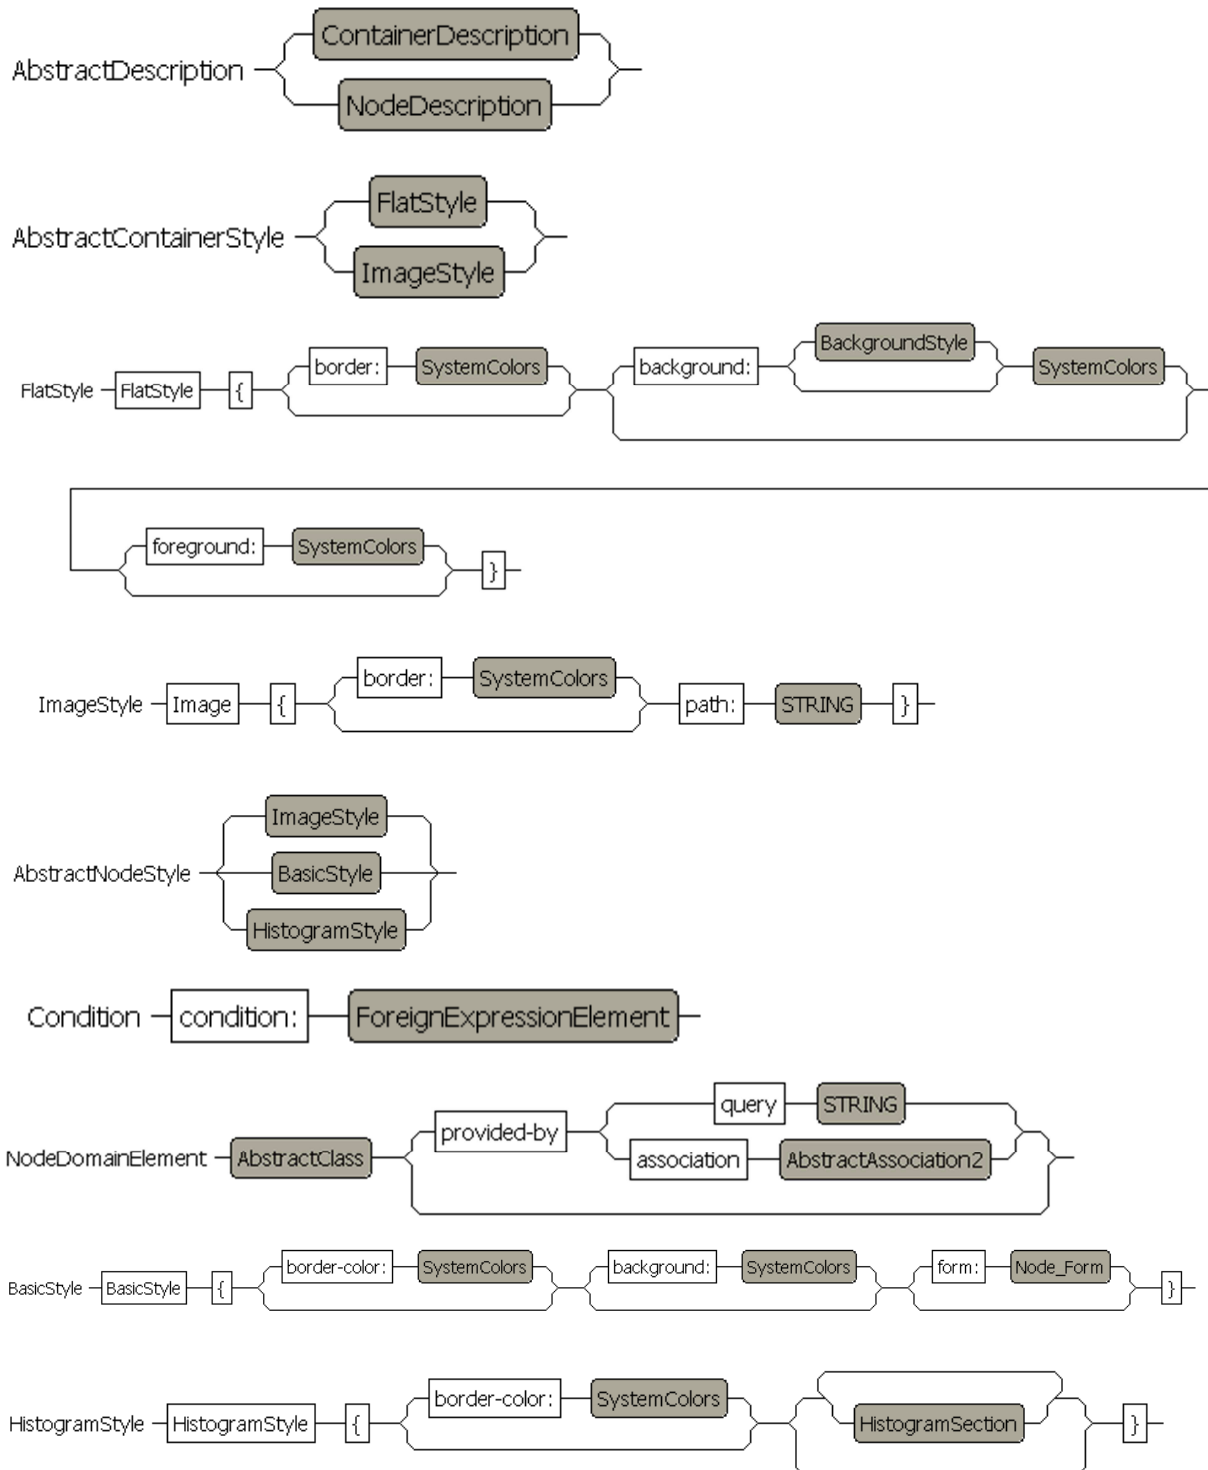 ContainerDescription
AbstractDescription
NodeDescription
FlatStyle
AbstractContainerStyle
ImageStyle
BackgroundStyle
border: SystemColors background: SystemColors
FlatStyle FlatStyle {
foreground: SystemColors
}
border: SystemColors
ImageStyle Image { path: STRING }
ImageStyle
AbstractNodeStyle BasicStyle
HistogramStyle
Condition condition: ForeignExpressionElement
query STRING
provided-by
NodeDomainElement AbstractClass association AbstractAssociation2
border-color: SystemColors background: SystemColors form: Node_Form
BasicStyle BasicStyle { }
border-color: SystemColors
HistogramStyle HistogramStyle { HistogramSection }